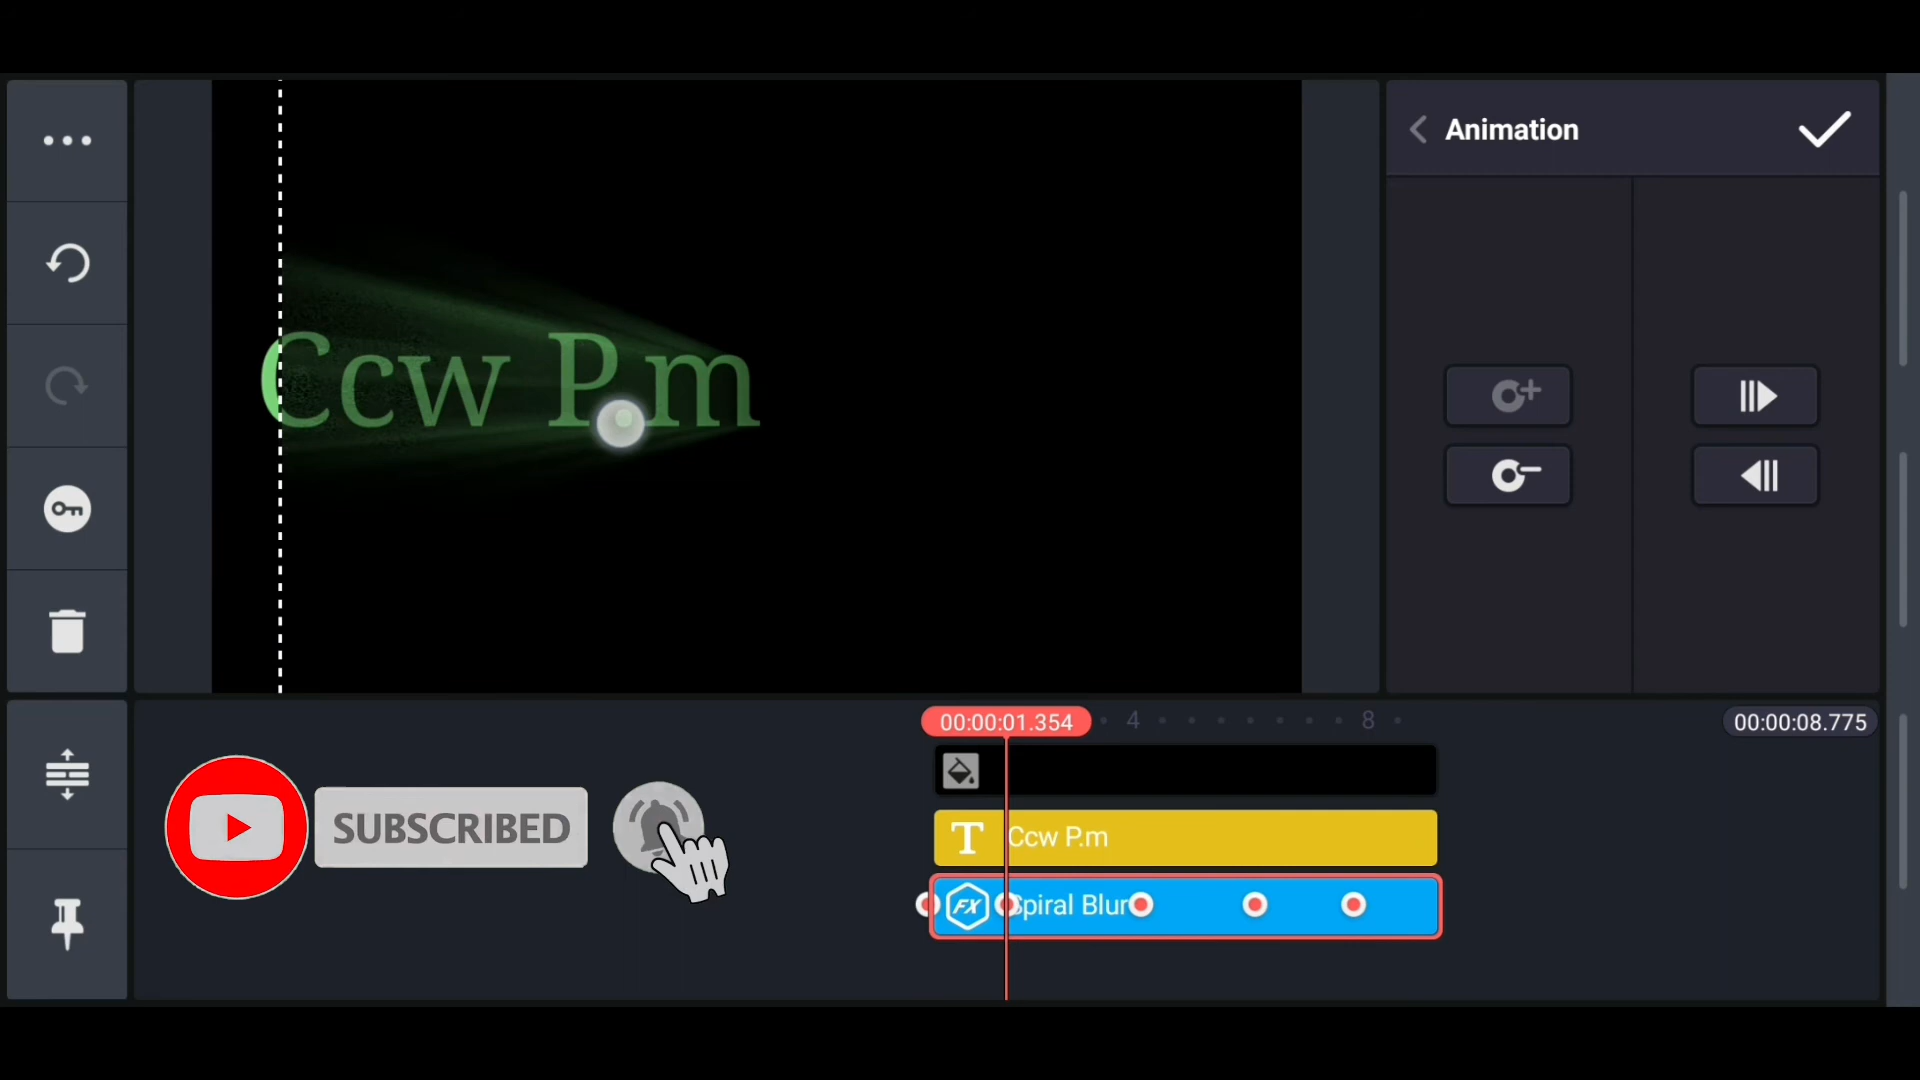 Animation
Ccw P.m
00:00:01.354
4
8
00:00:08.775
T Ccw P.m
FX Spiral Blur
SUBSCRIBED